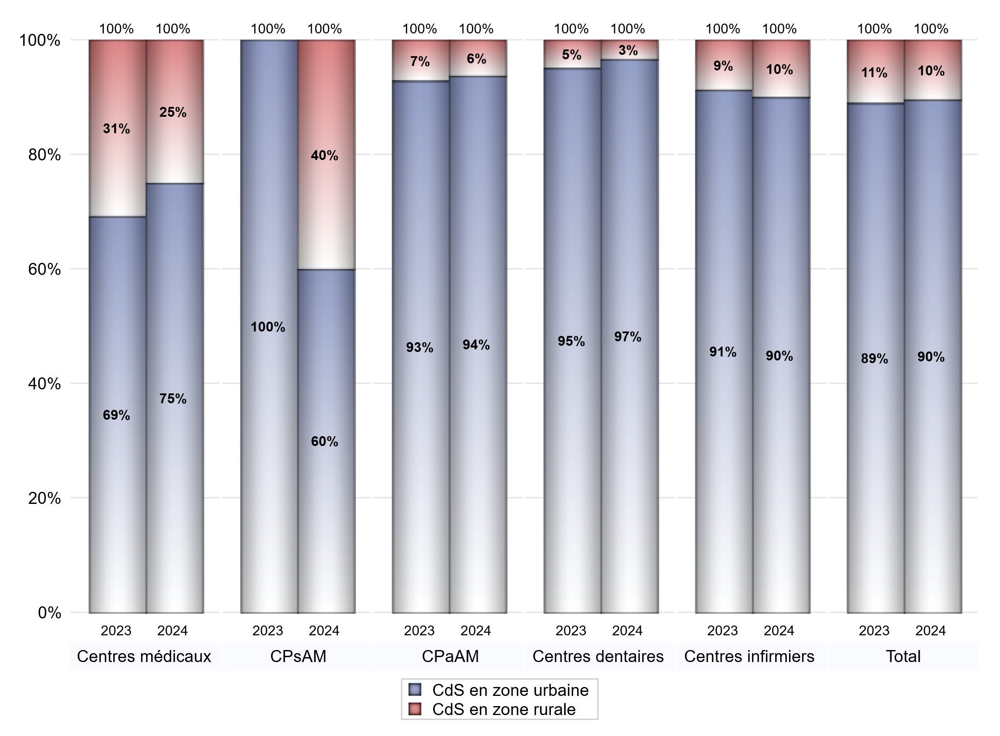 100% 100% 100% 100% 100% 100% 100% 100% 100% 100% 100% 100%
100%
3%
5%
7% 6%
9% 10% 11% 10%
25%
31%
80%
40%
60%
100%
97%
95%
93% 94%
91% 90% 89% 90%
40%
75%
69%
60%
20%
0%
2023 2024 2023 2024 2023 2024 2023 2024 2023 2024 2023 2024
Centres médicaux CPsAM CPaAM Centres dentaires Centres infirmiers Total
CdS en zone urbaine
CdS en zone rurale